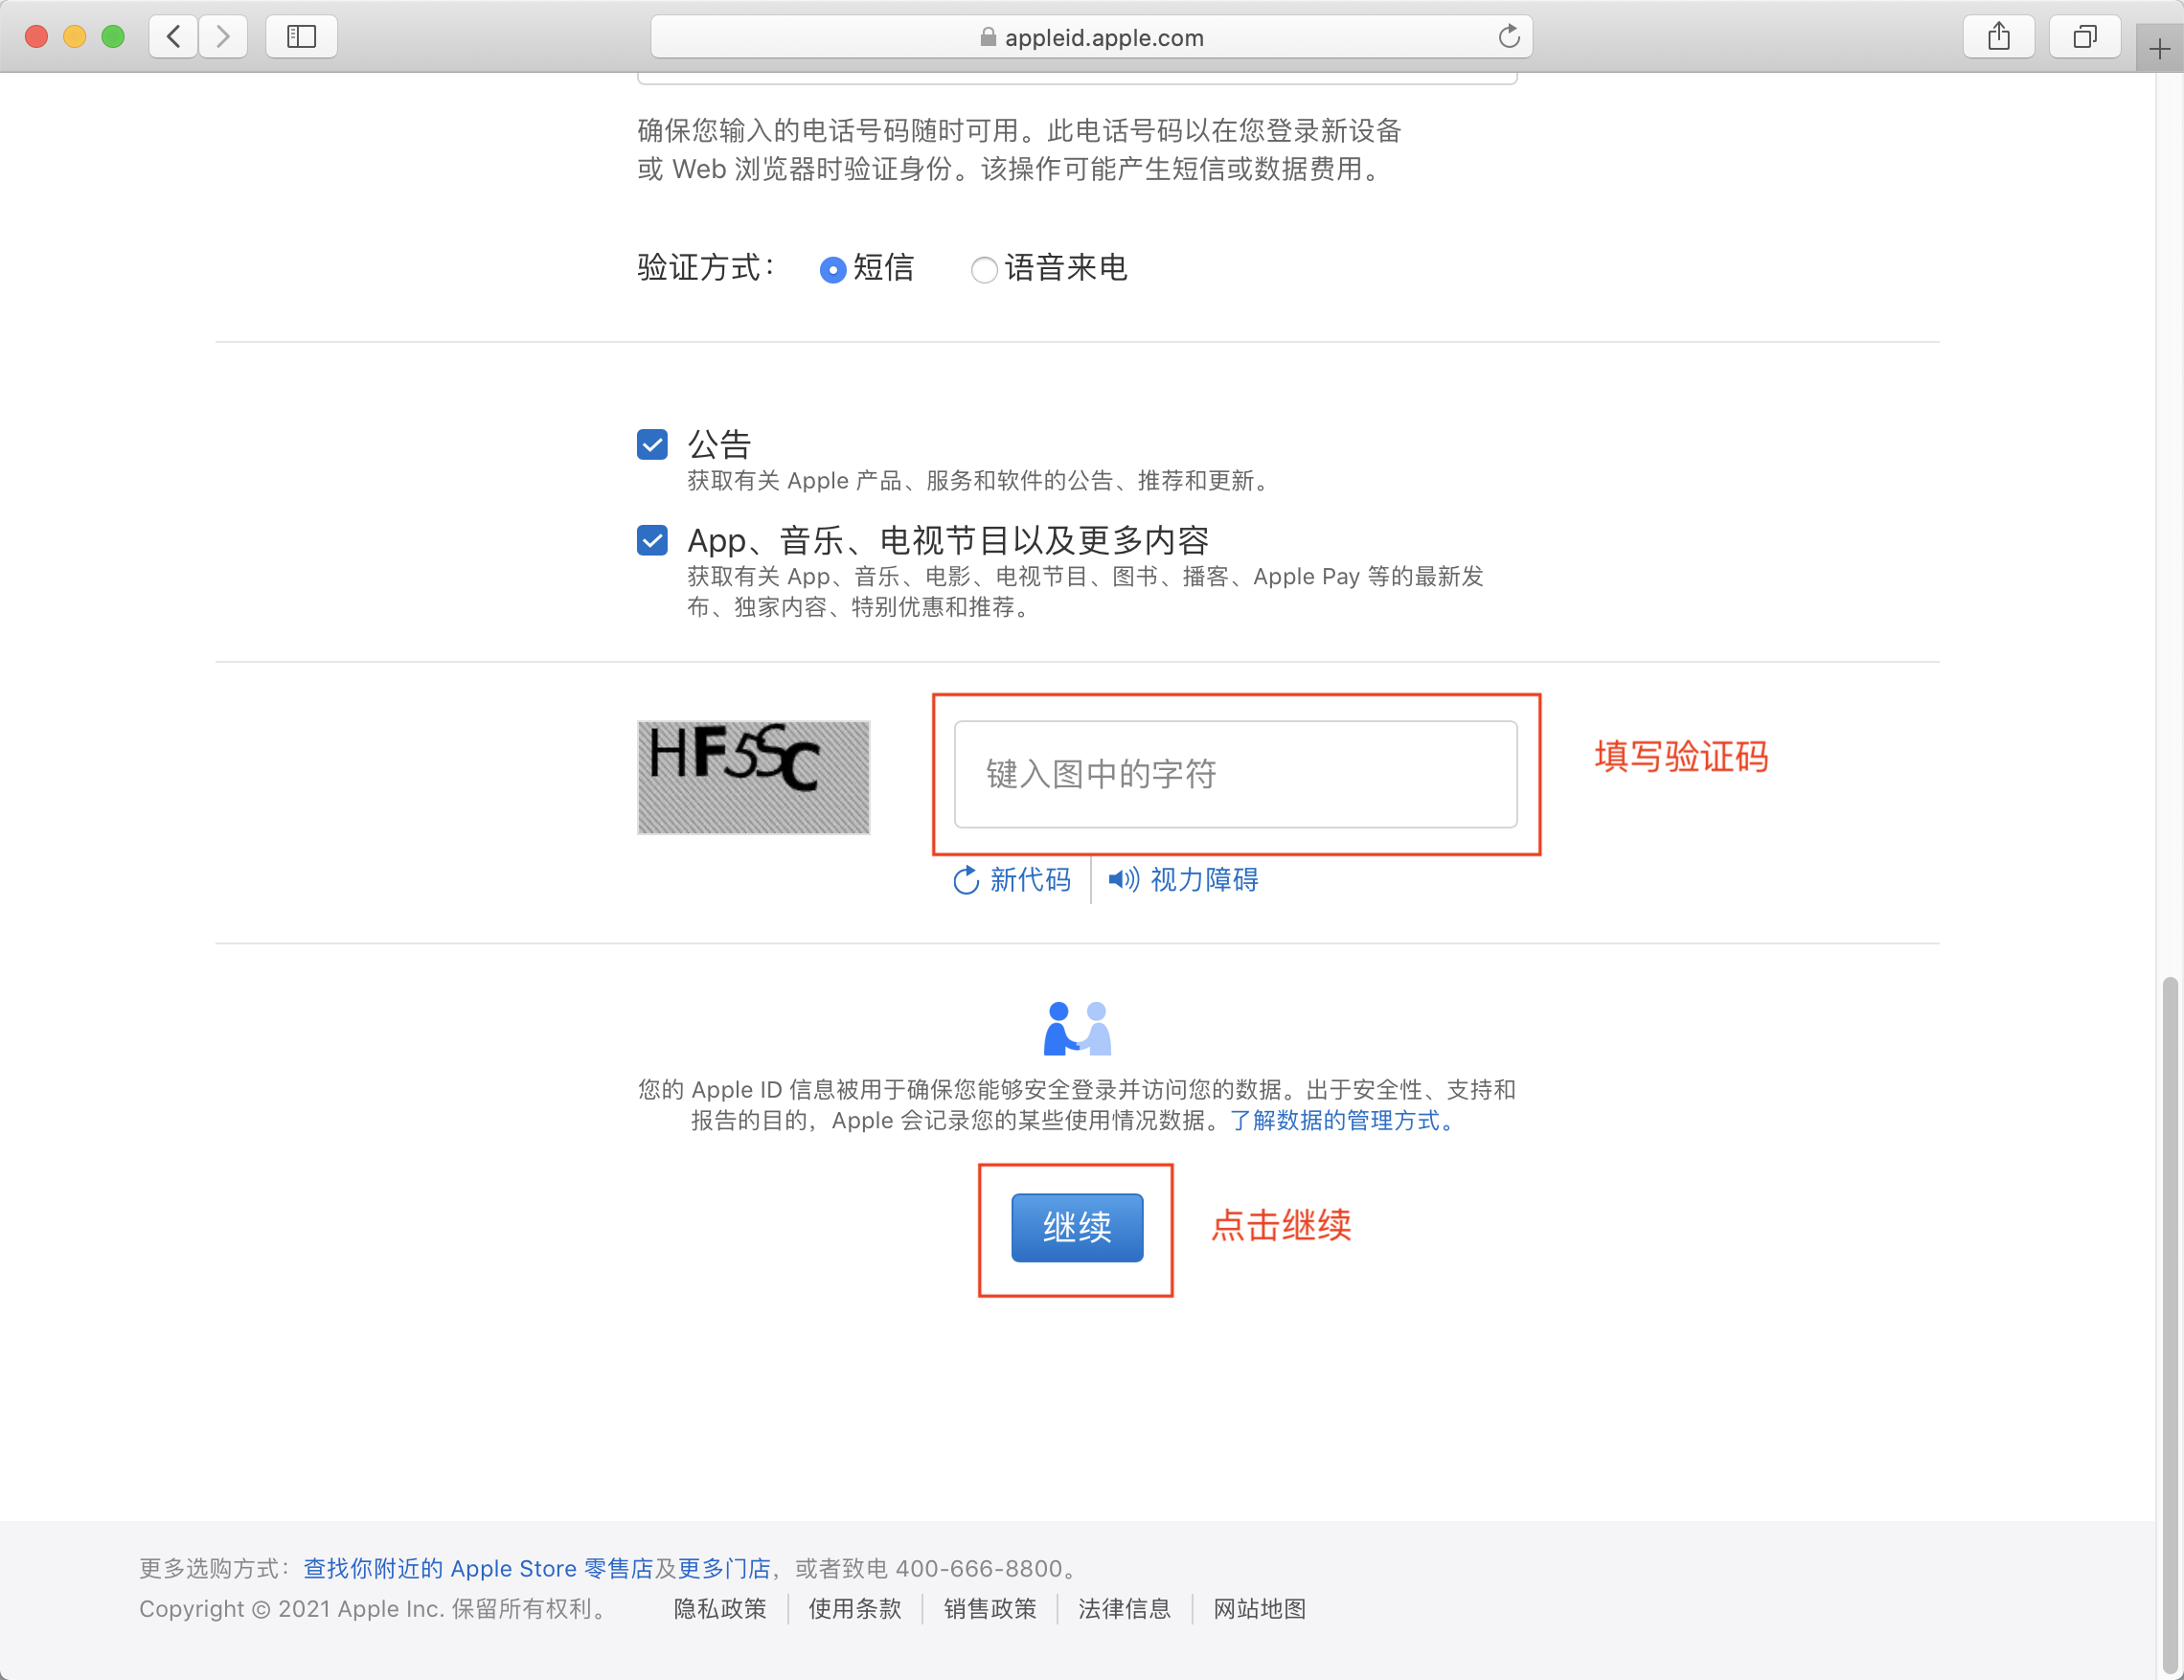 appleid.apple.com
确保您输入的电话号码随时可用。此电话号码以在您登录新设备
或 Web 浏览器时验证身份。该操作可能产生短信或数据费用。
验证方式： 短信 语音来电
公告
获取有关 Apple 产品、服务和软件的公告、推荐和更新。
App、音乐、电视节目以及更多内容
获取有关 App、音乐、电影、电视节目、图书、播客、Apple Pay 等的最新发
布、独家内容、特别优惠和推荐。
HF5SC
键入图中的字符
填写验证码
新代码 视力障碍
您的 Apple ID 信息被用于确保您能够安全登录并访问您的数据。出于安全性、支持和
报告的目的，Apple 会记录您的某些使用情况数据。了解数据的管理方式。
继续
点击继续
更多选购方式：查找你附近的 Apple Store 零售店及更多门店，或者致电 400-666-8800。
Copyright © 2021 Apple Inc. 保留所有权利。 隐私政策 使用条款 销售政策 法律信息 网站地图